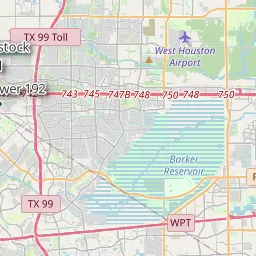 stock
TX 99 Toll
West Houston
Airport
wer 192
743 745 747B 748 750 748 750
Barker
Reservoir
TX 99
WPT